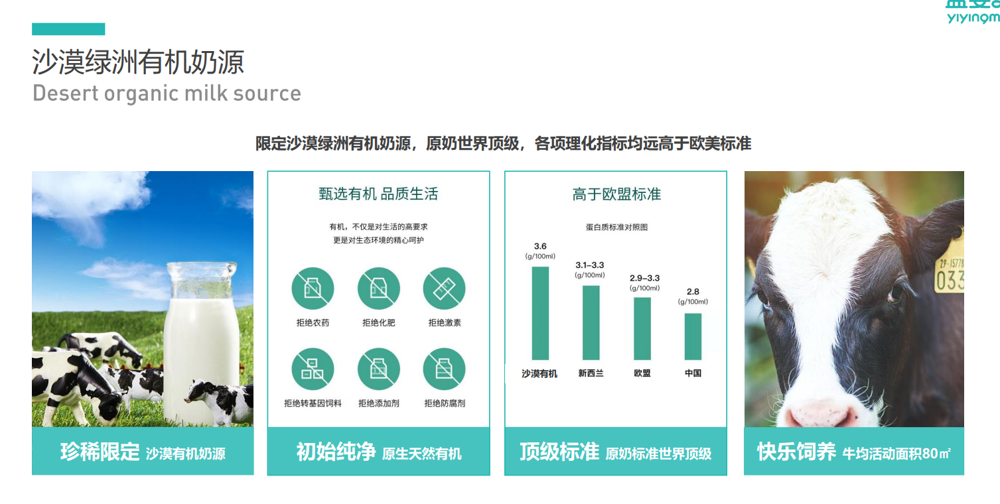 yiyingm
沙漠绿洲有机奶源
Desert organic milk source
限定沙漠绿洲有机奶源，原奶世界顶级，各项理化指标均远高于欧美标准
甄选有机 品质生活
有机，不仅是对生活的高要求
更是对生态环境的精心呵护
拒绝农药
拒绝化肥
拒绝激素
拒绝转基因饲料
拒绝添加剂
拒绝防腐剂
高于欧盟标准
蛋白质标准对照图
3.6
(g/100ml)
3.1–3.3
(g/100ml)
2.9–3.3
(g/100ml)
2.8
(g/100ml)
沙漠有机
新西兰
欧盟
中国
29-15778
033
珍稀限定 沙漠有机奶源
初始纯净 原生天然有机
顶级标准 原奶标准世界顶级
快乐饲养 牛均活动面积80㎡